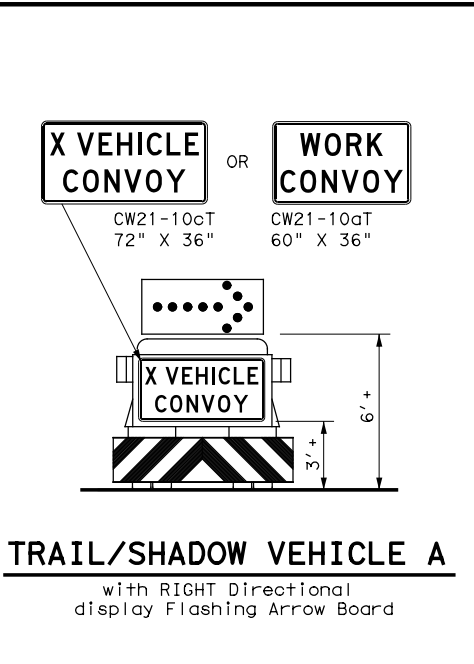 X VEHICLE
CONVOY
OR
WORK
CONVOY
CW21-10cT
72" X 36"
CW21-10aT
60" X 36"
X VEHICLE
CONVOY
3'+
6'+
TRAIL/SHADOW VEHICLE A
with RIGHT Directional
display Flashing Arrow Board